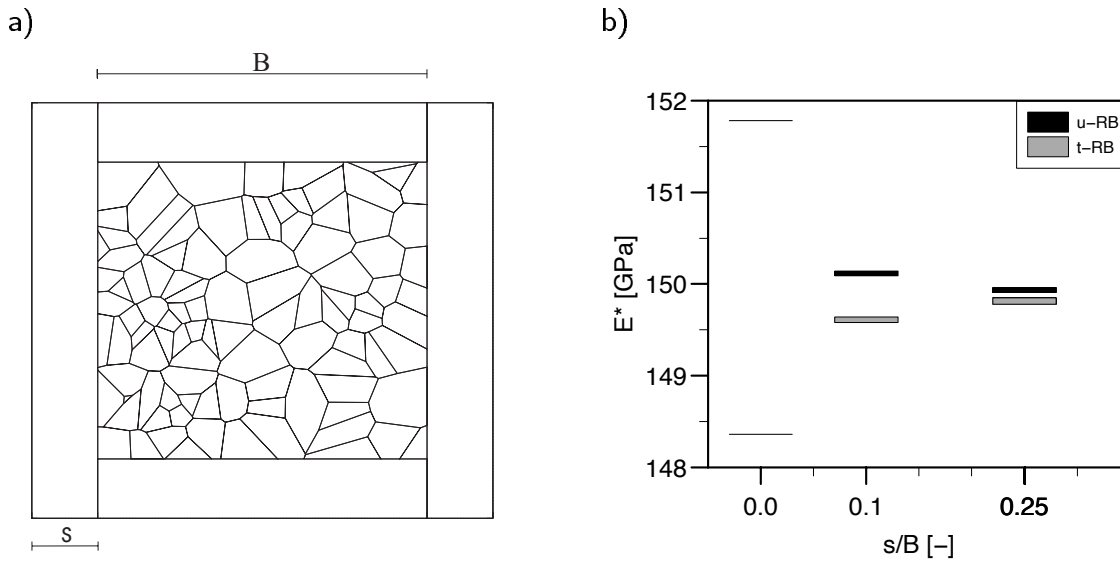 a)
B
s
b)
152
151
150
149
148
E* [GPa]
u−RB
t−RB
0.0
0.1
0.25
s/B [−]